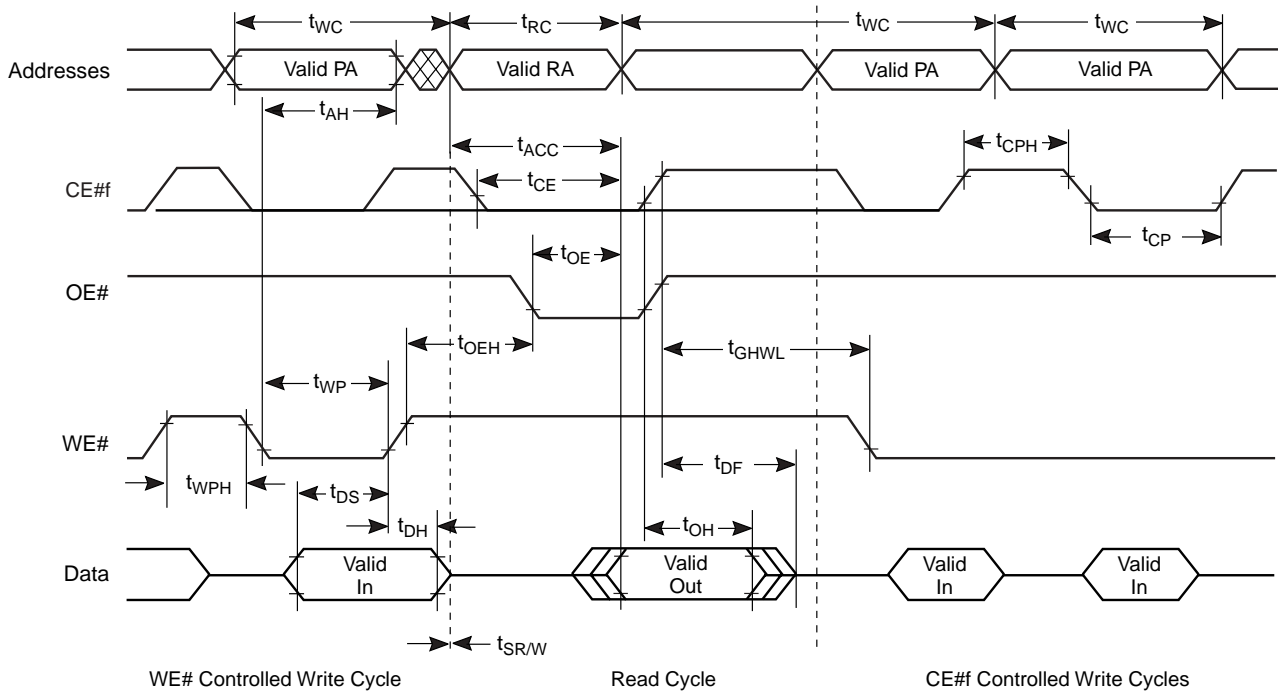 tWC tRC tWC tWC
Addresses Valid PA Valid RA Valid PA Valid PA
tAH
tACC tCPH
CE#f tCE
tCP
tOE
OE#
tOEH tGHWL
tWP
WE#
tDF
tWPH tDS
tDH tOH
Data Valid In Valid Out Valid In Valid In
tSR/W
WE# Controlled Write Cycle Read Cycle CE#f Controlled Write Cycles